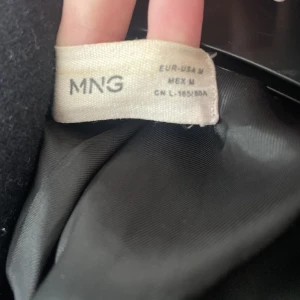 MNG
EUR-USA M
MEX M
CN L-165/88A